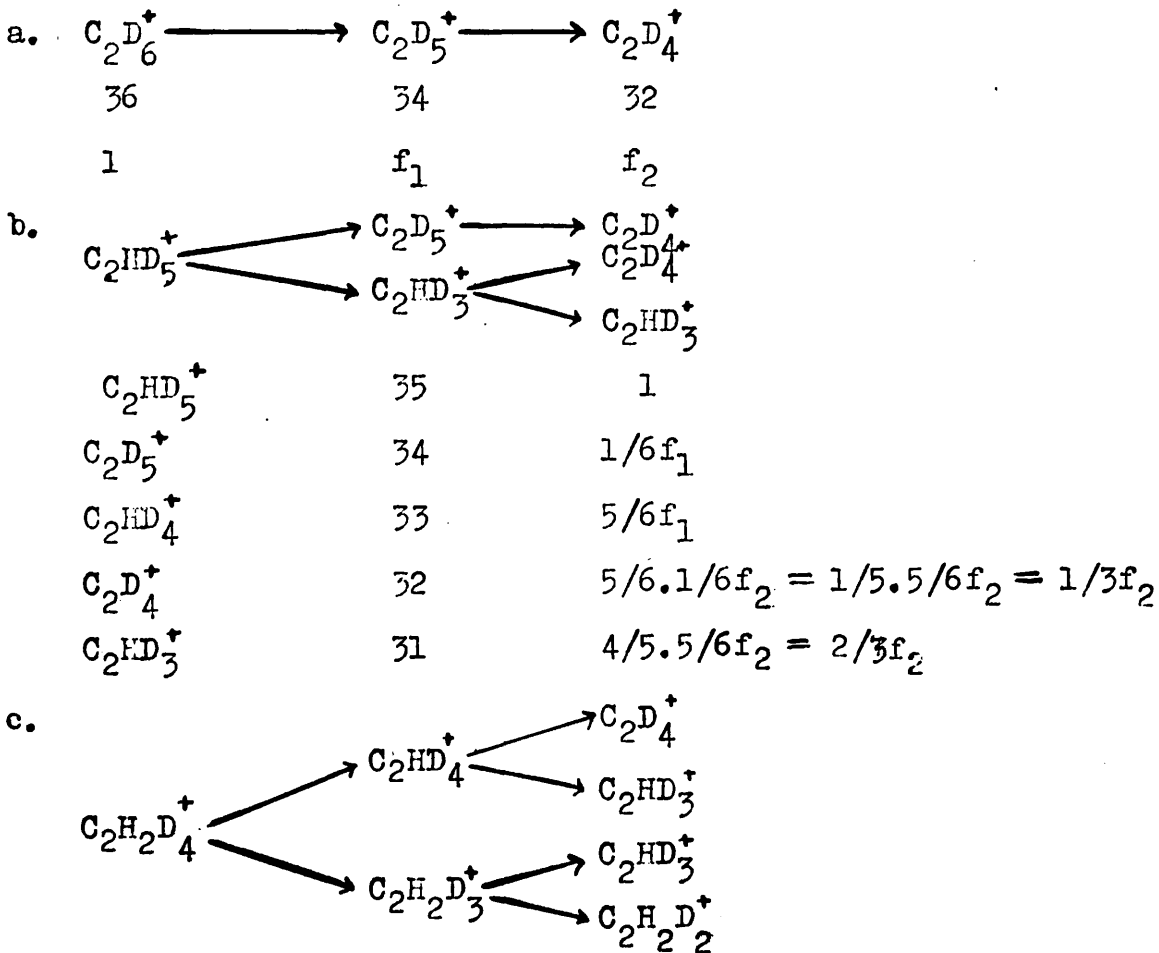 a. C₂D₆⁺ ⟶ C₂D₅⁺ ⟶ C₂D₄⁺
36 34 32
1 f₁ f₂
b. C₂D₅⁺ ⟶ C₂D₄⁺
C₂HD₅⁺ C₂D₄⁺
C₂HD₃⁺
C₂HD₃⁺
C₂HD₅⁺ 35 1
C₂D₅⁺ 34 1/6f₁
C₂HD₄⁺ 33 5/6f₁
C₂D₄⁺ 32 5/6.1/6f₂ = 1/5.5/6f₂ = 1/3f₂
C₂HD₃⁺ 31 4/5.5/6f₂ = 2/3f₂
c. C₂D₄⁺
C₂HD₄⁺
C₂HD₃⁺
C₂H₂D₄⁺
C₂HD₃⁺
C₂H₂D₃⁺
C₂H₂D₂⁺